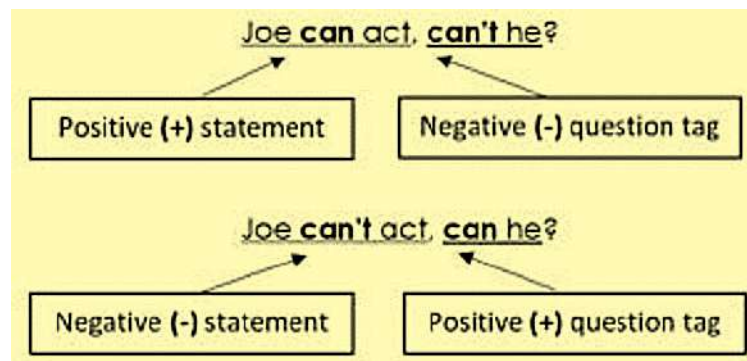 Joe can act, can't he?
Positive (+) statement
Negative (-) question tag
Joe can't act, can he?
Negative (-) statement
Positive (+) question tag